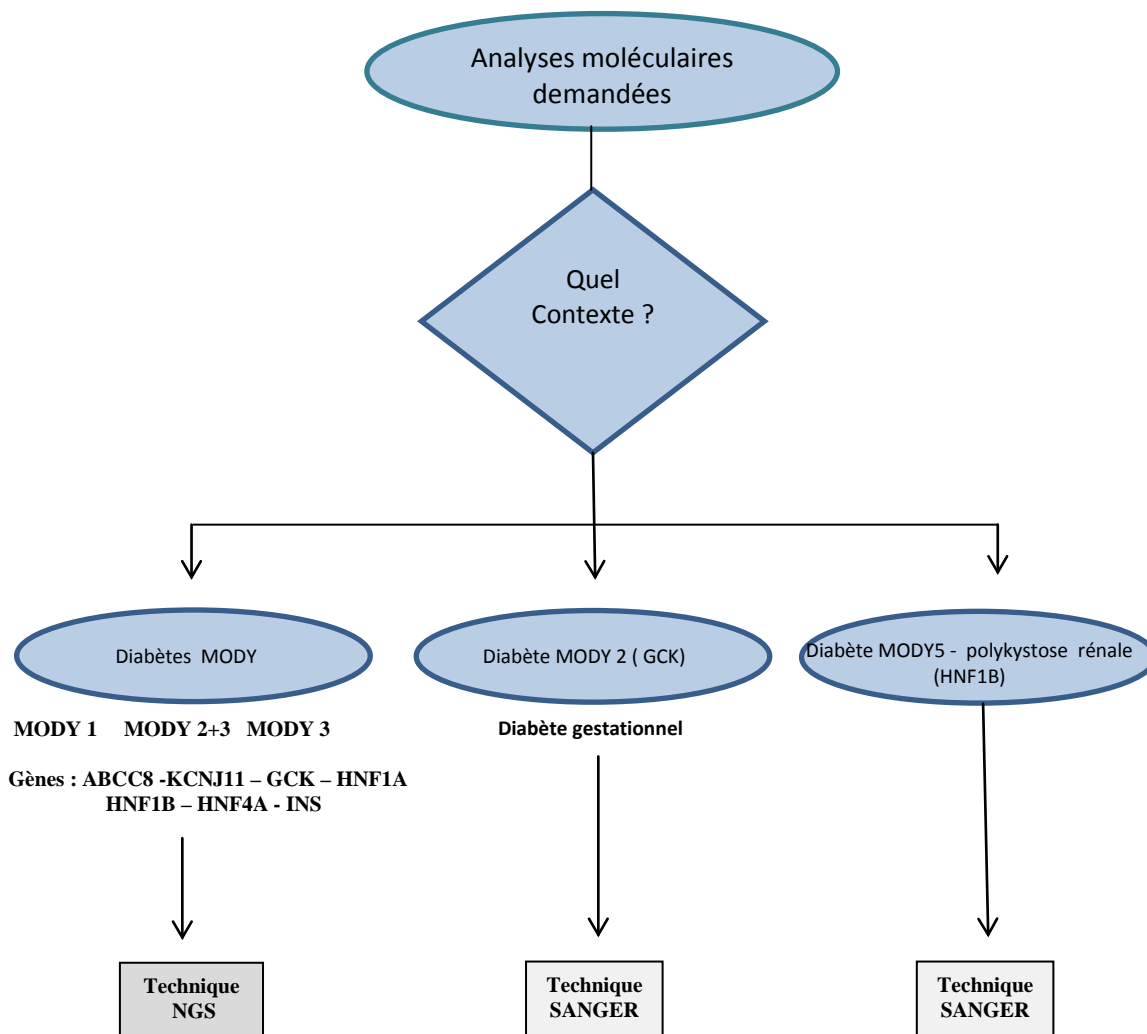 Analyses moléculaires
demandées
Quel
Contexte ?
Diabètes MODY
MODY 1 MODY 2+3 MODY 3
Gènes : ABCC8 -KCNJ11 – GCK – HNF1A
HNF1B – HNF4A - INS
Technique
NGS
Diabète MODY 2 ( GCK)
Diabète gestationnel
Technique
SANGER
Diabète MODY5 - polykystose rénale
(HNF1B)
Technique
SANGER